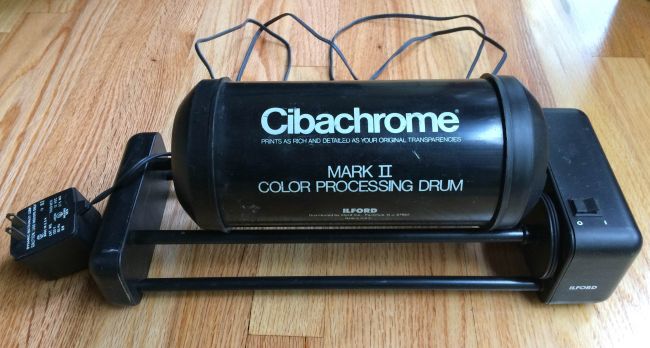 Cibachrome®
PRINTS AS RICH AND DETAILED AS YOUR ORIGINAL TRANSPARENCIES
MARK II
COLOR PROCESSING DRUM
ILFORD
O I
ILFORD